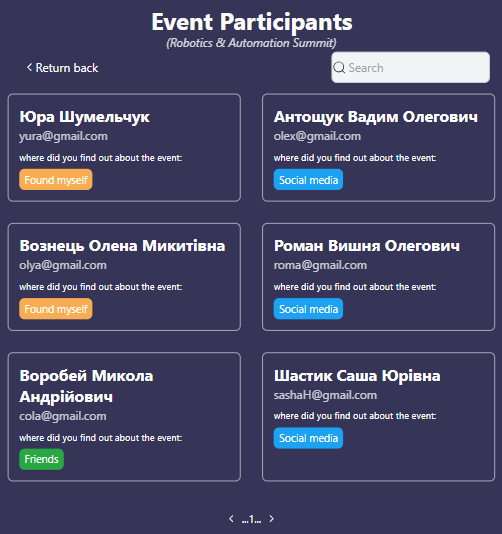 Event Participants
(Robotics & Automation Summit)
Return back
Search
Юра Шумельчук
yura@gmail.com
where did you find out about the event:
Found myself
Антощук Вадим Олегович
olex@gmail.com
where did you find out about the event:
Social media
Вознець Олена Микитівна
olya@gmail.com
where did you find out about the event:
Found myself
Роман Вишня Олегович
roma@gmail.com
where did you find out about the event:
Social media
Воробей Микола
Андрійович
cola@gmail.com
where did you find out about the event:
Friends
Шастик Саша Юрівна
sashaH@gmail.com
where did you find out about the event:
Social media
...1...